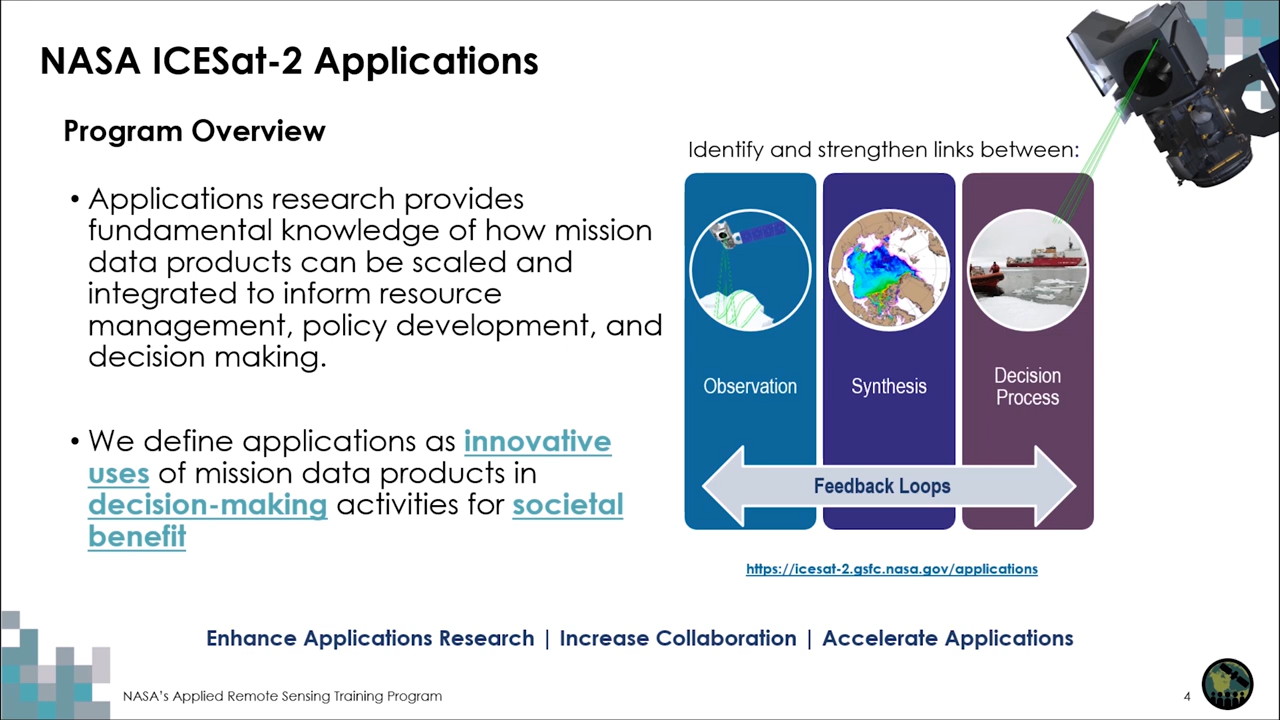 NASA ICESat-2 Applications
Program Overview
• Applications research provides
fundamental knowledge of how mission
data products can be scaled and
integrated to inform resource
management, policy development, and
decision making.
• We define applications as innovative
uses of mission data products in
decision-making activities for societal
benefit
Identify and strengthen links between:
Observation
Synthesis
Decision
Process
Feedback Loops
https://icesat-2.gsfc.nasa.gov/applications
Enhance Applications Research | Increase Collaboration | Accelerate Applications
NASA's Applied Remote Sensing Training Program
4